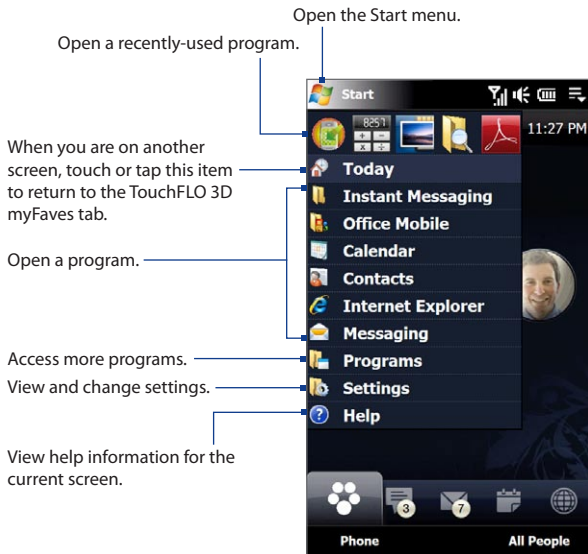 Open the Start menu.
Open a recently-used program.
When you are on another
screen, touch or tap this item
to return to the TouchFLO 3D
myFaves tab.
Open a program.
Access more programs.
View and change settings.
View help information for the
current screen.
Start
8257
11:27 PM
Today
Instant Messaging
Office Mobile
Calendar
Contacts
Internet Explorer
Messaging
Programs
Settings
Help
3
7
Phone
All People